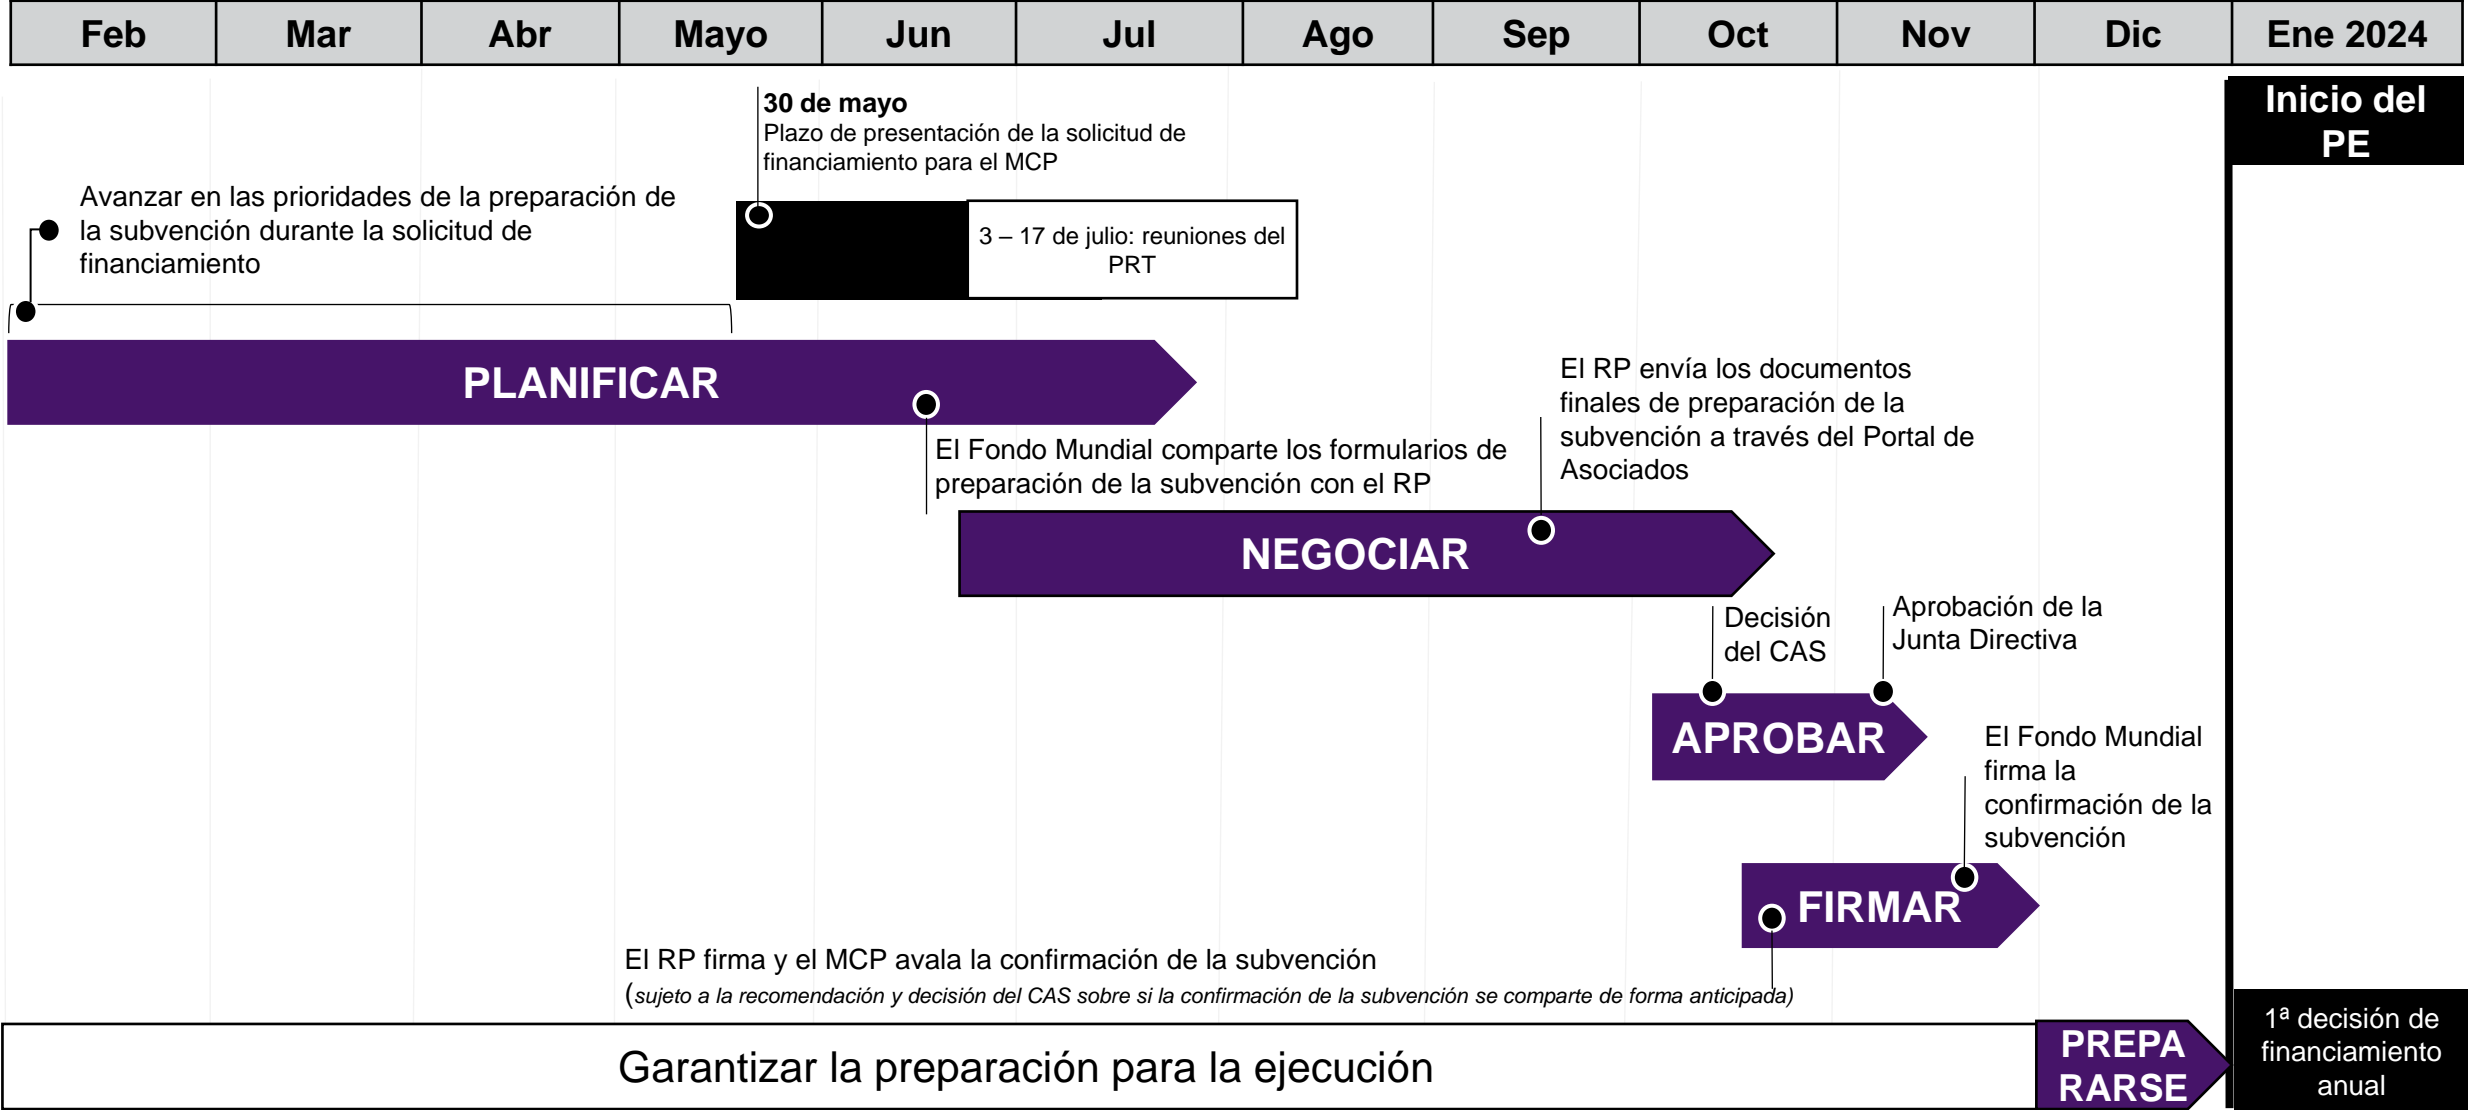 Feb Mar Abr Mayo Jun Jul Ago Sep Oct Nov Dic Ene 2024
Inicio del
PE
30 de mayo
Plazo de presentación de la solicitud de
financiamiento para el MCP
Avanzar en las prioridades de la preparación de
la subvención durante la solicitud de
financiamiento
3 – 17 de julio: reuniones del
PRT
PLANIFICAR
El RP envía los documentos
finales de preparación de la
subvención a través del Portal de
Asociados
El Fondo Mundial comparte los formularios de
preparación de la subvención con el RP
NEGOCIAR
Decisión
del CAS
Aprobación de la
Junta Directiva
APROBAR
El Fondo Mundial
firma la
confirmación de la
subvención
FIRMAR
El RP firma y el MCP avala la confirmación de la subvención
(sujeto a la recomendación y decisión del CAS sobre si la confirmación de la subvención se comparte de forma anticipada)
Garantizar la preparación para la ejecución
PREPA
RARSE
1ª decisión de
financiamiento
anual